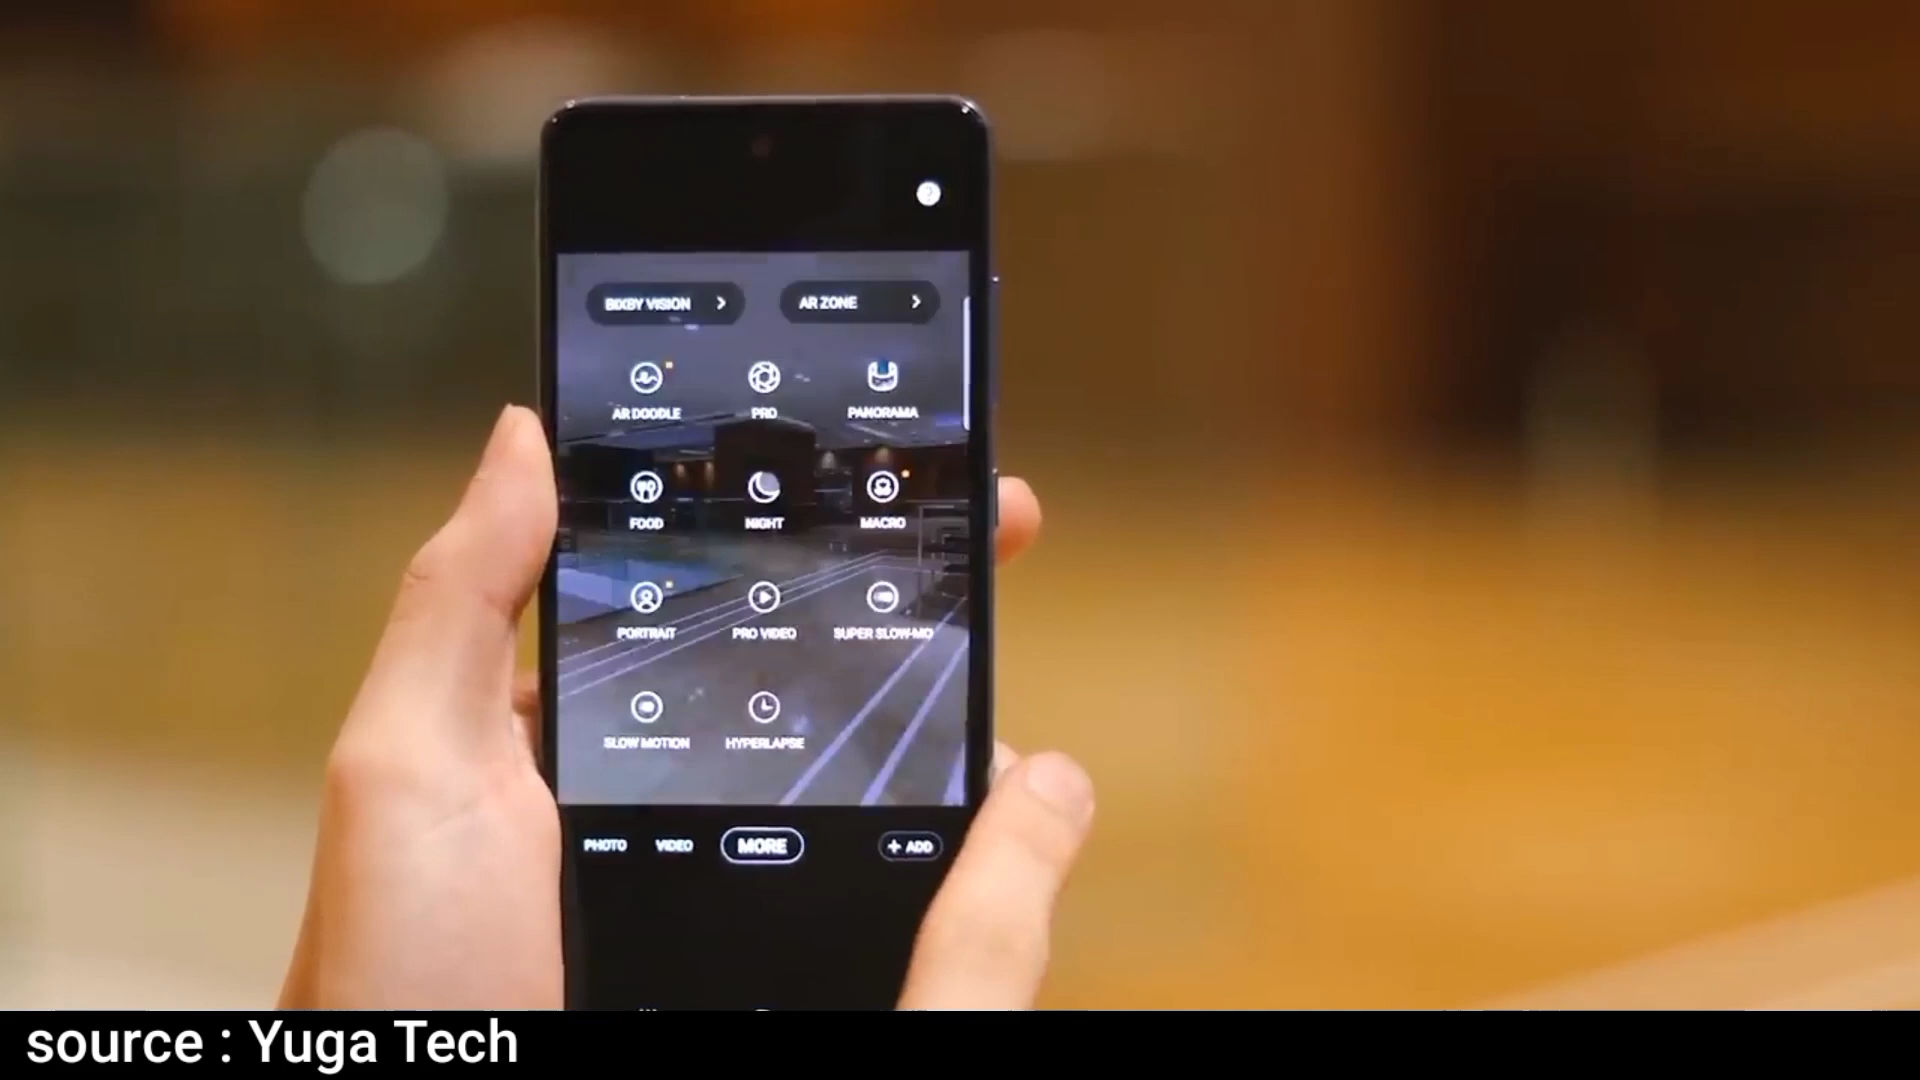 BIXBY VISION
AR ZONE
AR DOODLE
PRO
PANORAMA
FOOD
NIGHT
MACRO
PORTRAIT
PRO VIDEO
SUPER SLOW-MO
SLOW MOTION
HYPERLAPSE
PHOTO
VIDEO
MORE
+ ADD
source : Yuga Tech